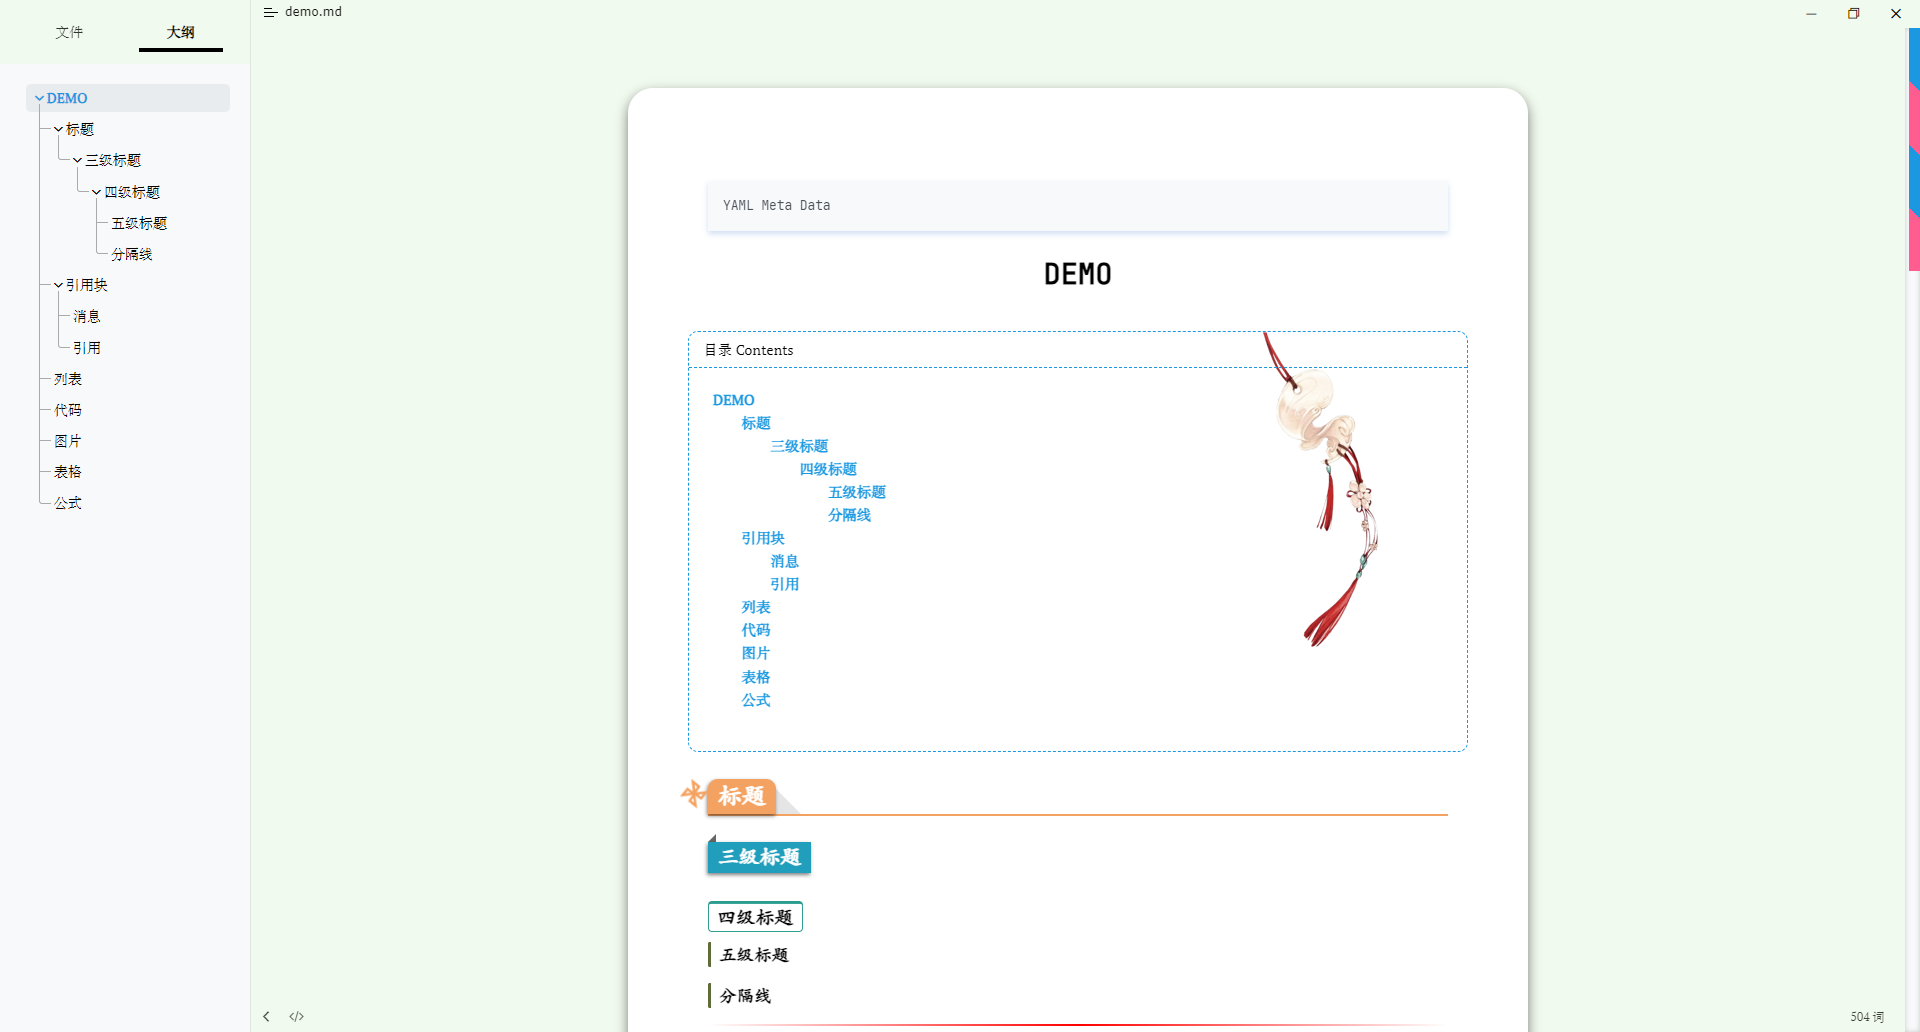 demo.md
文件
大纲
DEMO
标题
三级标题
四级标题
五级标题
分隔线
引用块
消息
引用
列表
代码
图片
表格
公式
YAML Meta Data
DEMO
目录 Contents
DEMO
标题
三级标题
四级标题
五级标题
分隔线
引用块
消息
引用
列表
代码
图片
表格
公式
标题
三级标题
四级标题
五级标题
分隔线
</>
504 词